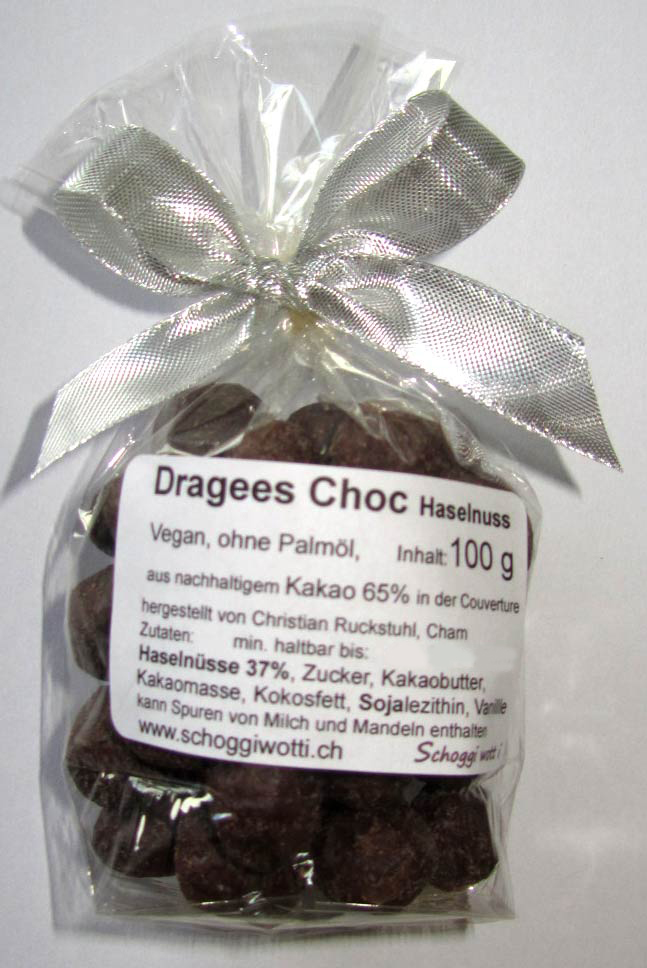 Dragees Choc Haselnuss
Vegan, ohne Palmöl, Inhalt: 100 g
aus nachhaltigem Kakao 65% in der Couverture
hergestellt von Christian Ruckstuhl, Cham
Zutaten: min. haltbar bis:
Haselnüsse 37%, Zucker, Kakaobutter,
Kakaomasse, Kokosfett, Sojalezithin, Vanille
kann Spuren von Milch und Mandeln enthalten
www.schoggiwotti.ch Schoggi wott i